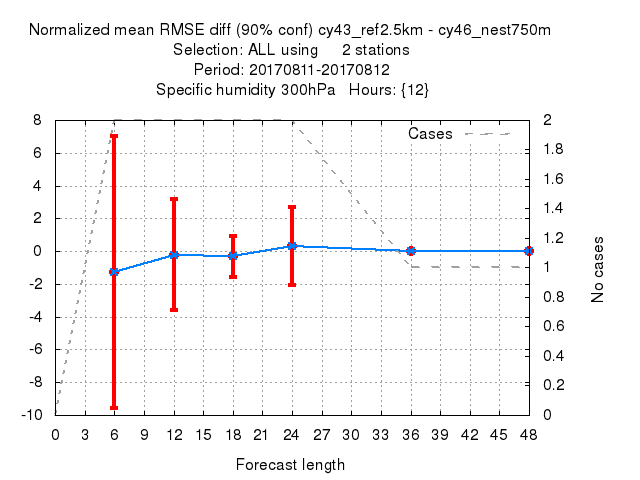 Normalized mean RMSE diff (90% conf) cy43_ref2.5km - cy46_nest750m
Selection: ALL using 2 stations
Period: 20170811-20170812
Specific humidity 300hPa Hours: {12}
Cases
8
6
4
2
0
-2
-4
-6
-8
-10
2
1.8
1.6
1.4
1.2
1
0.8
0.6
0.4
0.2
0
No cases
0 3 6 9 12 15 18 21 24 27 30 33 36 39 42 45 48
Forecast length